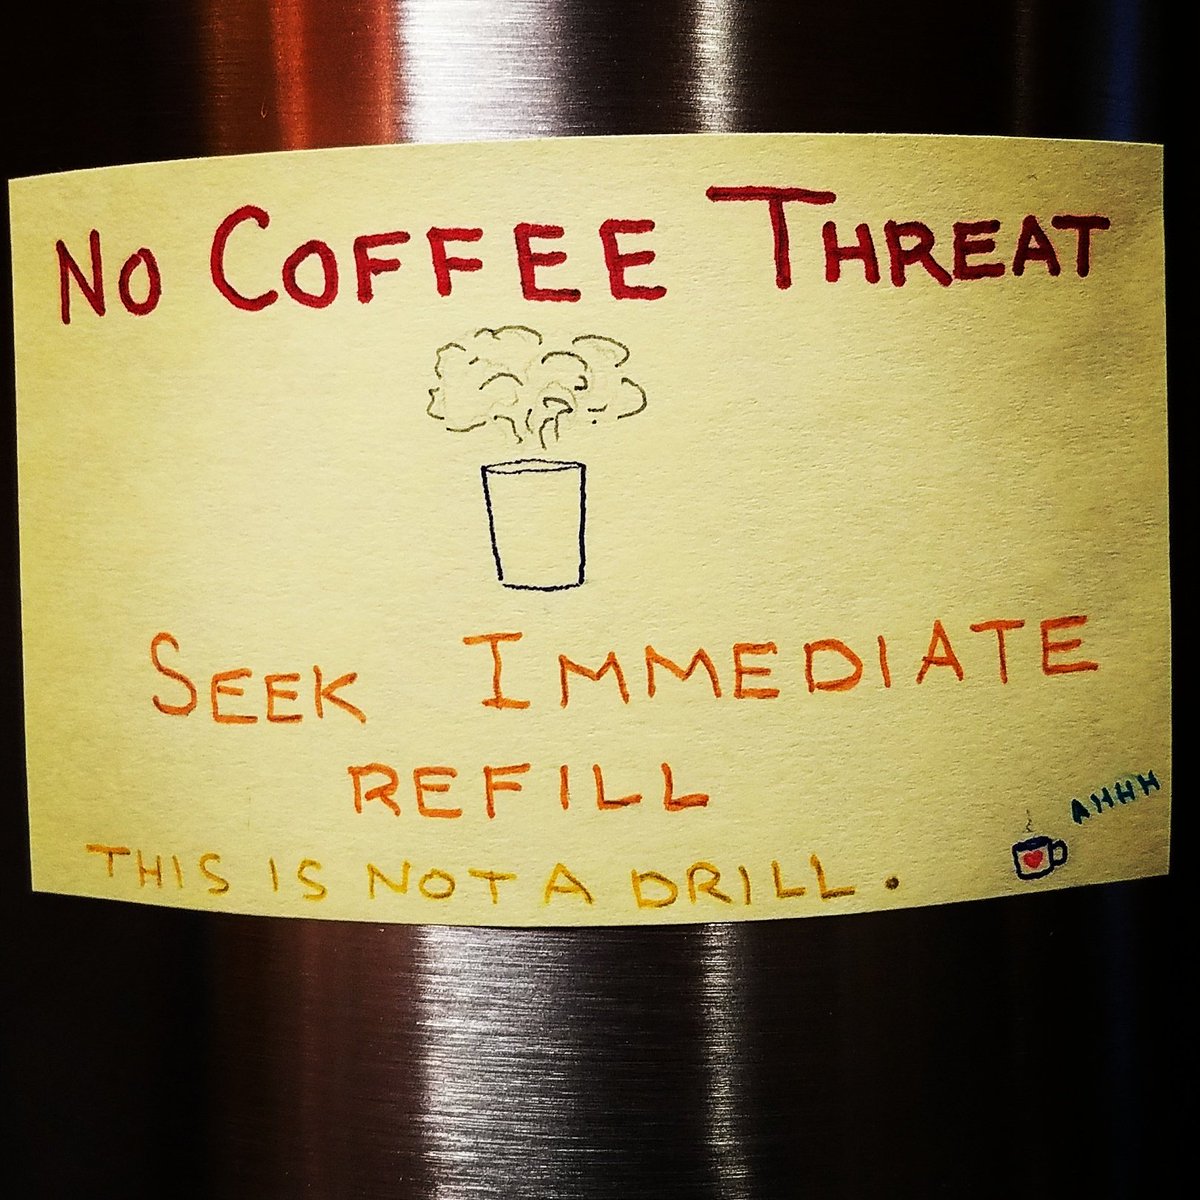 NO COFFEE THREAT
SEEK IMMEDIATE
REFILL
AHHH
THIS IS NOT A DRILL.